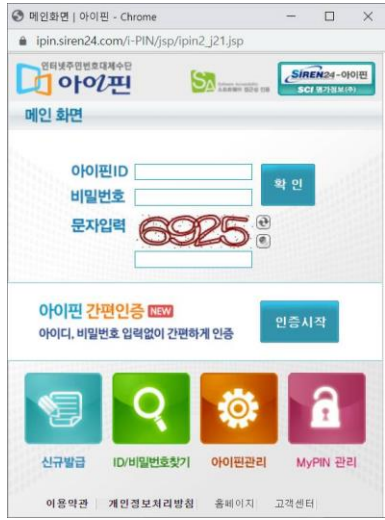 메인화면 | 아이핀 - Chrome
ipin.siren24.com/i-PIN/jsp/ipin2_j21.jsp
인터넷주민번호대체수단
아이핀
SA
SiREN24-아이핀
SCI 평가정보(주)
메인 화면
아이핀ID
비밀번호
확 인
문자입력 6925
아이핀 간편인증 NEW
아이디, 비밀번호 입력없이 간편하게 인증
인증시작
신규발급 ID/비밀번호찾기 아이핀관리 MyPIN 관리
이용약관 개인정보처리방침 홈페이지 고객센터